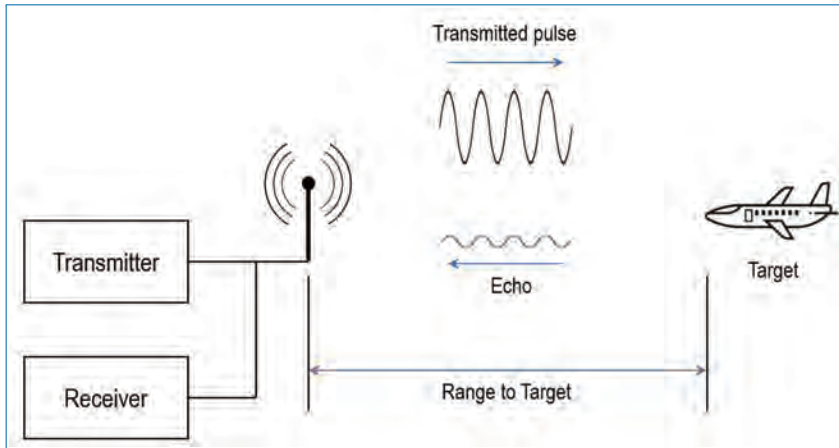 Transmitted pulse
Transmitter
Echo
Target
Receiver
Range to Target